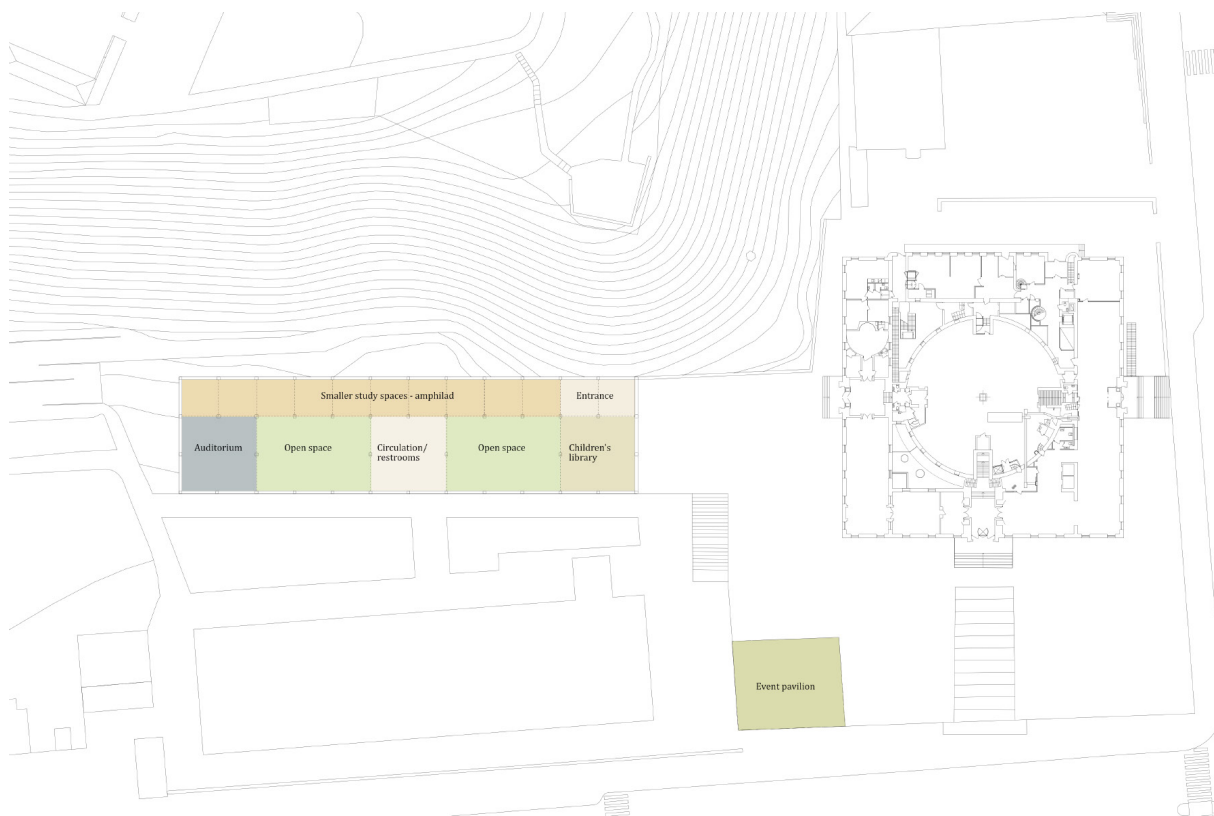 Smaller study spaces - amphilad
Entrance
Auditorium
Open space
Circulation/
restrooms
Open space
Children's
library
Event pavilion